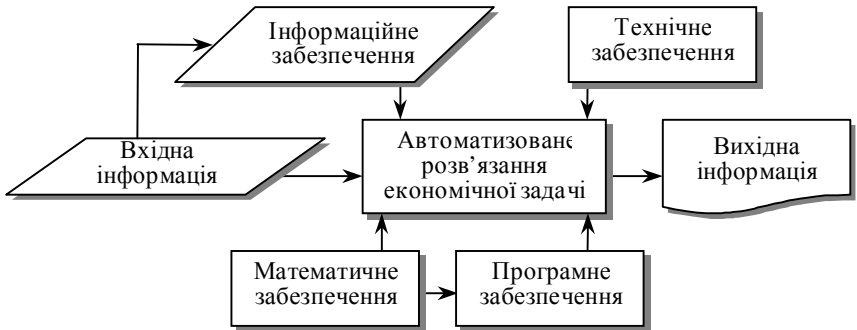 Інформаційне
забезпечення
Технічне
забезпечення
Вхідна
інформація
Автоматизоване
розв’язання
економічної задачі
Вихідна
інформація
Математичне
забезпечення
Програмне
забезпечення